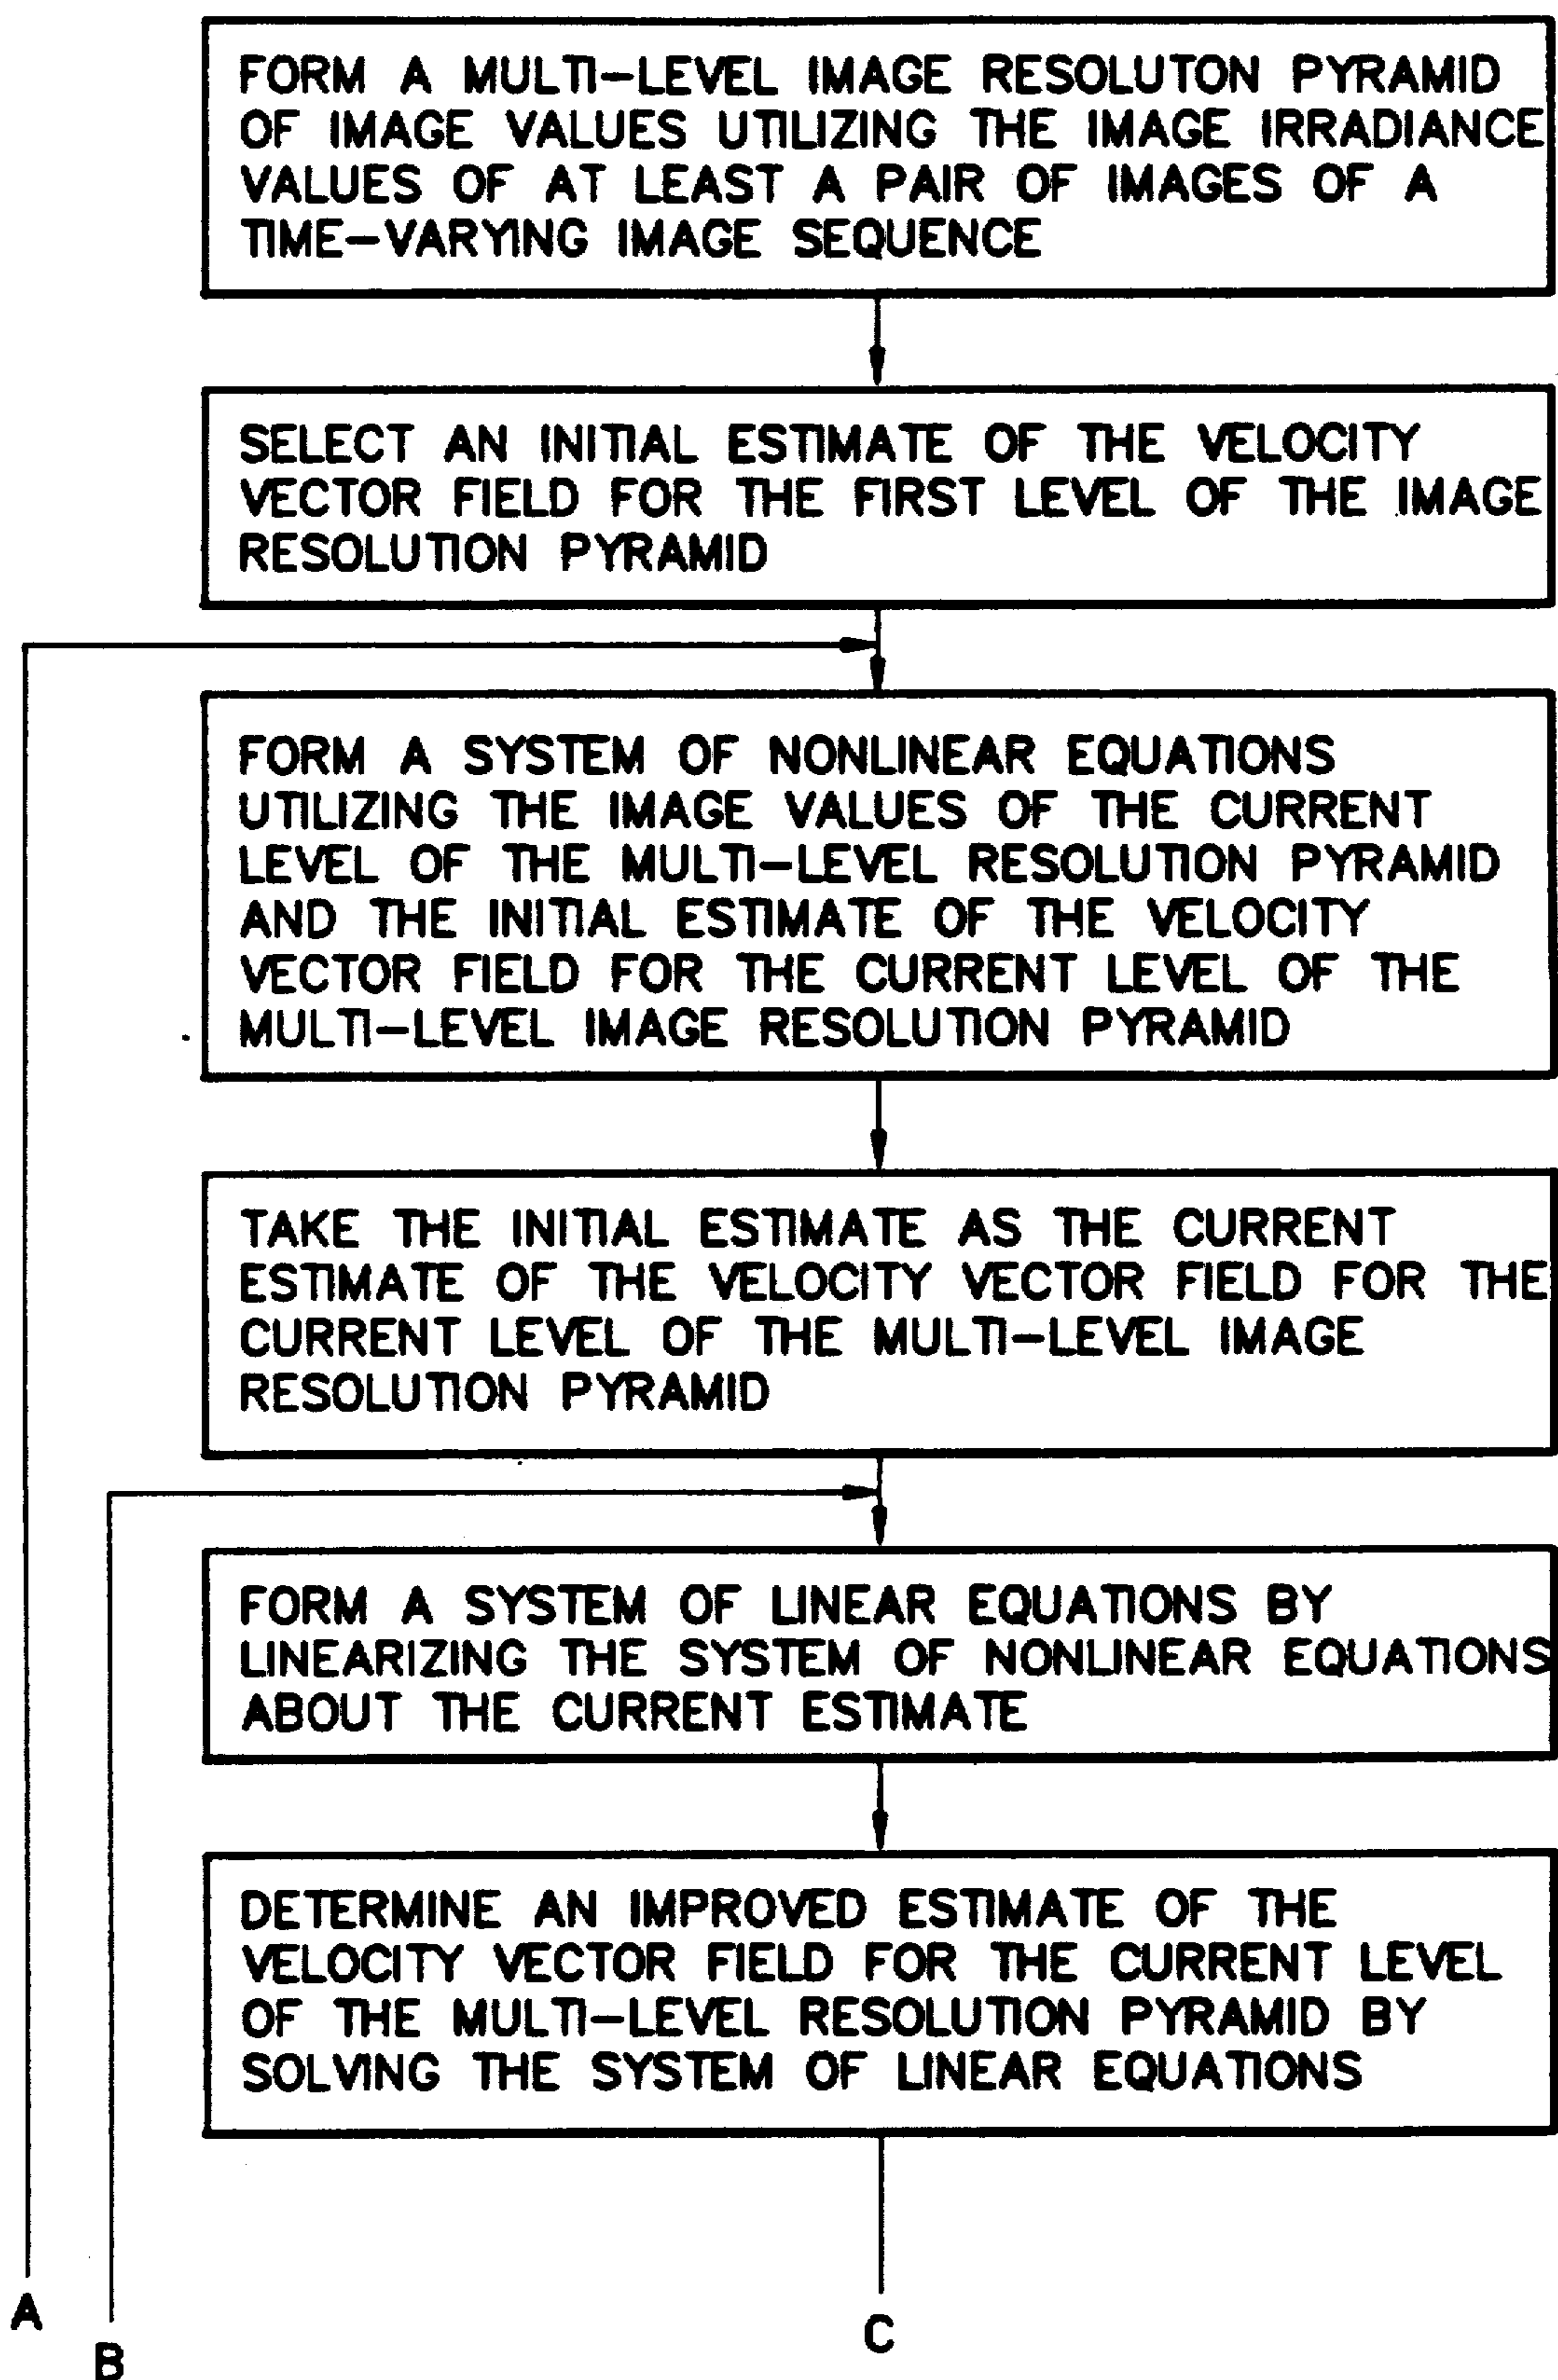 FORM A MULTI-LEVEL IMAGE RESOLUTON PYRAMID
OF IMAGE VALUES UTILIZING THE IMAGE IRRADIANCE
VALUES OF AT LEAST A PAIR OF IMAGES OF A
TIME-VARYING IMAGE SEQUENCE
SELECT AN INITIAL ESTIMATE OF THE VELOCITY
VECTOR FIELD FOR THE FIRST LEVEL OF THE IMAGE
RESOLUTION PYRAMID
FORM A SYSTEM OF NONLINEAR EQUATIONS
UTILIZING THE IMAGE VALUES OF THE CURRENT
LEVEL OF THE MULTI-LEVEL RESOLUTION PYRAMID
AND THE INITIAL ESTIMATE OF THE VELOCITY
VECTOR FIELD FOR THE CURRENT LEVEL OF THE
MULTI-LEVEL IMAGE RESOLUTION PYRAMID
TAKE THE INITIAL ESTIMATE AS THE CURRENT
ESTIMATE OF THE VELOCITY VECTOR FIELD FOR THE
CURRENT LEVEL OF THE MULTI-LEVEL IMAGE
RESOLUTION PYRAMID
FORM A SYSTEM OF LINEAR EQUATIONS BY
LINEARIZING THE SYSTEM OF NONLINEAR EQUATIONS
ABOUT THE CURRENT ESTIMATE
DETERMINE AN IMPROVED ESTIMATE OF THE
VELOCITY VECTOR FIELD FOR THE CURRENT LEVEL
OF THE MULTI-LEVEL RESOLUTION PYRAMID BY
SOLVING THE SYSTEM OF LINEAR EQUATIONS
A
B
C